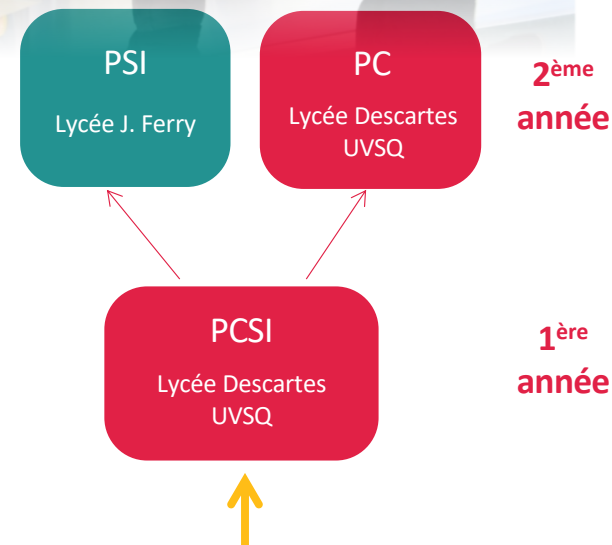 PSI
Lycée J. Ferry
PC
Lycée Descartes
UVSQ
2ème
année
PCSI
Lycée Descartes
UVSQ
1ère
année